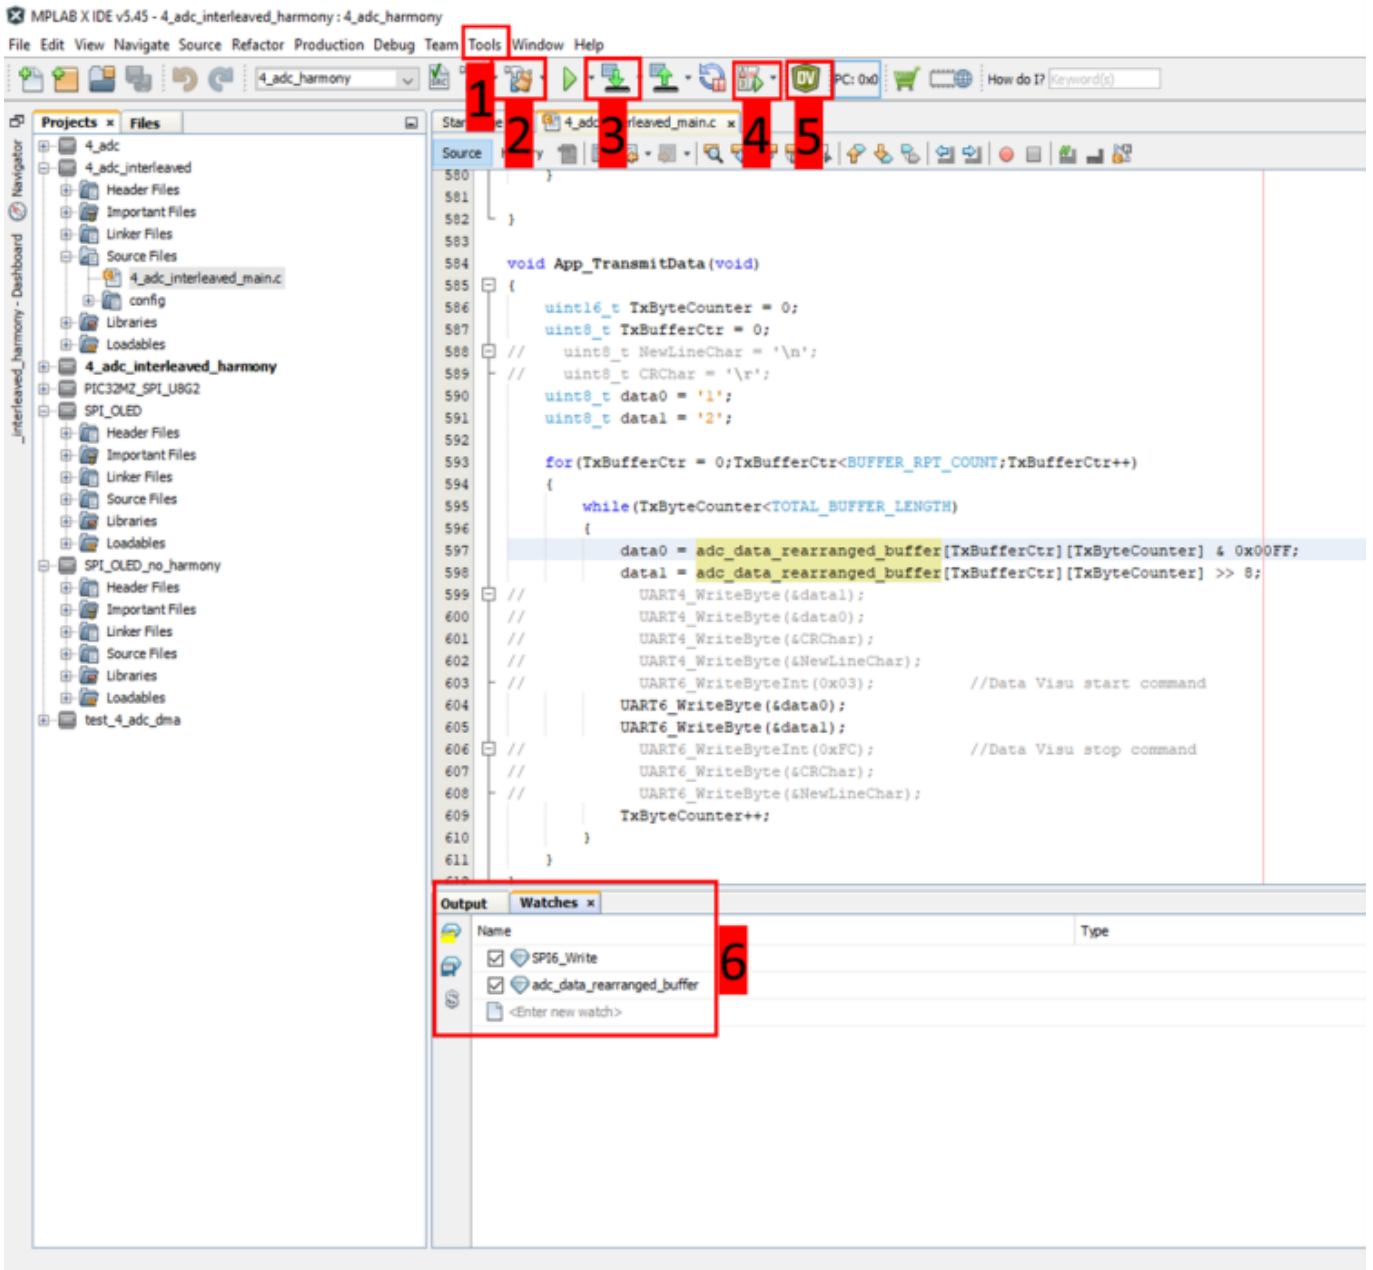 MPLAB X IDE v5.45 - 4_adc_interleaved_harmony : 4_adc_harmony
File Edit View Navigate Source Refactor Production Debug Team Tools Window Help
4_adc_harmony
PC: 0x0
How do I? Keyword(s)
1
2
3
4
5
Projects × Files
4_adc
4_adc_interleaved
Header Files
Important Files
Linker Files
Source Files
4_adc_interleaved_main.c
config
Libraries
Loadables
4_adc_interleaved_harmony
PIC32MZ_SPI_U8G2
SPI_OLED
Header Files
Important Files
Linker Files
Source Files
Libraries
Loadables
SPI_OLED_no_harmony
Header Files
Important Files
Linker Files
Source Files
Libraries
Loadables
test_4_adc_dma
Navigator
_interleaved_harmony - Dashboard
Source
580 }
581
582 }
583
584 void App_TransmitData(void)
585 {
586 uint16_t TxByteCounter = 0;
587 uint8_t TxBufferCtr = 0;
588 // uint8_t NewLineChar = '\n';
589 // uint8_t CRChar = '\r';
590 uint8_t data0 = '1';
591 uint8_t data1 = '2';
592
593 for(TxBufferCtr = 0;TxBufferCtr<BUFFER_RPT_COUNT;TxBufferCtr++)
594 {
595 while(TxByteCounter<TOTAL_BUFFER_LENGTH)
596 {
597 data0 = adc_data_rearranged_buffer[TxBufferCtr][TxByteCounter] & 0x00FF;
598 data1 = adc_data_rearranged_buffer[TxBufferCtr][TxByteCounter] >> 8;
599 // UART4_WriteByte(&data1);
600 // UART4_WriteByte(&data0);
601 // UART4_WriteByte(&CRChar);
602 // UART4_WriteByte(&NewLineChar);
603 // UART6_WriteByteInt(0x03); //Data Visu start command
604 UART6_WriteByte(&data0);
605 UART6_WriteByte(&data1);
606 // UART6_WriteByteInt(0xFC); //Data Visu stop command
607 // UART6_WriteByte(&CRChar);
608 // UART6_WriteByte(&NewLineChar);
609 TxByteCounter++;
610 }
611 }
Output Watches ×
Name Type
SPI6_Write
adc_data_rearranged_buffer
<Enter new watch>
6